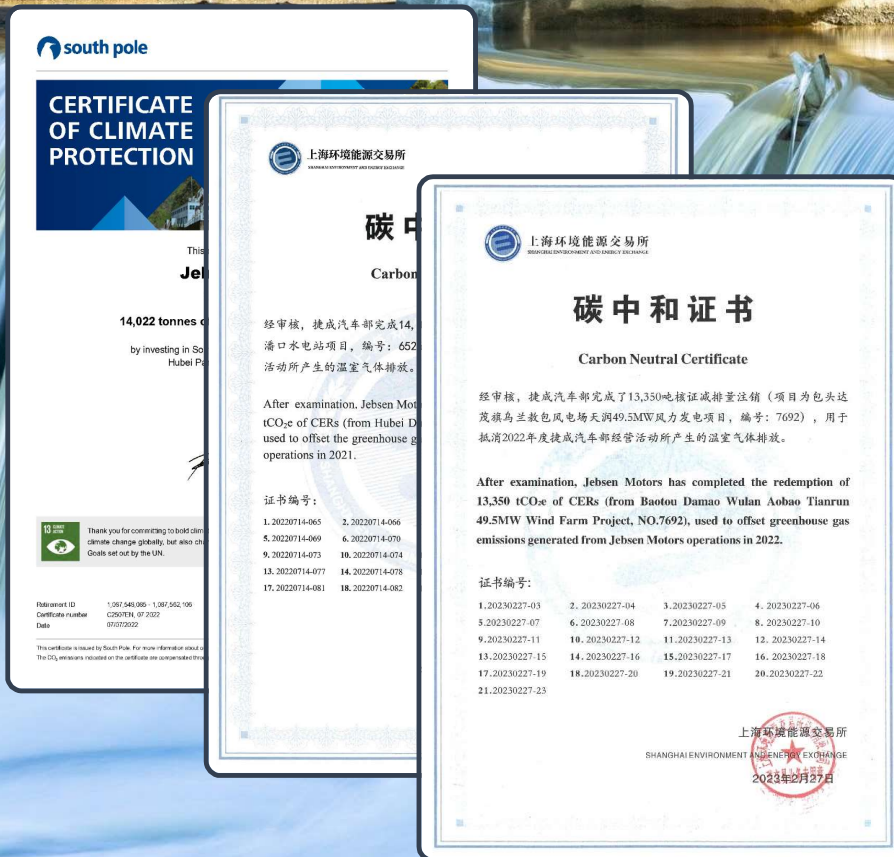 south pole
CERTIFICATE
OF CLIMATE
PROTECTION
This
Jeb
14,022 tonnes
by investing in So
Hubei Pa
13 CLIMATE
ACTION
Thank you for committing to bold clim
climate change globally, but also cha
Goals set out by the UN.
Retirement ID 1,097,548,085 - 1,097,562,106
Certificate number C2507EN, 07 2022
Date 07/07/2022
This certificate is issued by South Pole. For more information about o
The CO₂ emissions indicated on the certificate are compensated throu
上海环境能源交易所
SHANGHAI ENVIRONMENT AND ENERGY EXCHANGE
碳中
Carbon
经审核，捷成汽车部完成14,
潘口水电站项目，编号：652
活动所产生的温室气体排放。
After examination, Jebsen Mot
tCO₂e of CERs (from Hubei D
used to offset the greenhouse g
operations in 2021.
证书编号：
1. 20220714-065 2. 20220714-066
5. 20220714-069 6. 20220714-070
9. 20220714-073 10. 20220714-074
13. 20220714-077 14. 20220714-078
17. 20220714-081 18. 20220714-082
上海环境能源交易所
SHANGHAI ENVIRONMENT AND ENERGY EXCHANGE
碳中和证书
Carbon Neutral Certificate
经审核，捷成汽车部完成了13,350吨核证减排量注销（项目为包头达
茂旗乌兰敖包风电场天润49.5MW风力发电项目，编号：7692），用于
抵消2022年度捷成汽车部经营活动所产生的温室气体排放。
After examination, Jebsen Motors has completed the redemption of
13,350 tCO₂e of CERs (from Baotou Damao Wulan Aobao Tianrun
49.5MW Wind Farm Project, NO.7692), used to offset greenhouse gas
emissions generated from Jebsen Motors operations in 2022.
证书编号：
1.20230227-03 2. 20230227-04 3.20230227-05 4. 20230227-06
5.20230227-07 6. 20230227-08 7.20230227-09 8. 20230227-10
9.20230227-11 10. 20230227-12 11.20230227-13 12. 20230227-14
13.20230227-15 14. 20230227-16 15.20230227-17 16. 20230227-18
17.20230227-19 18.20230227-20 19.20230227-21 20.20230227-22
21.20230227-23
上海环境能源交易所
SHANGHAI ENVIRONMENT AND ENERGY EXCHANGE
2023年2月27日